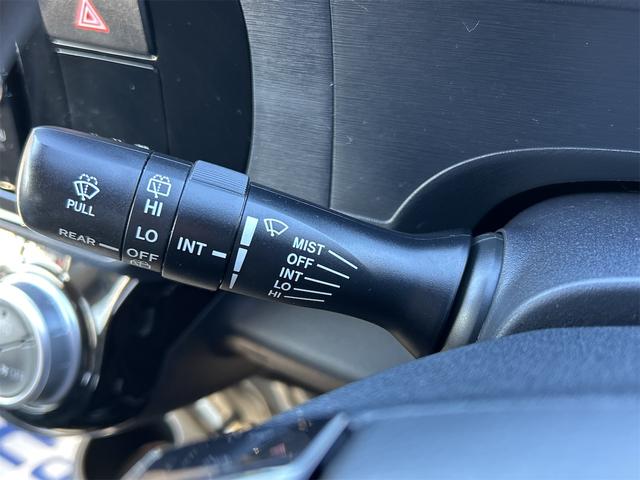 PULL
REAR
HI
LO
OFF
INT
MIST
OFF
INT
LO
HI